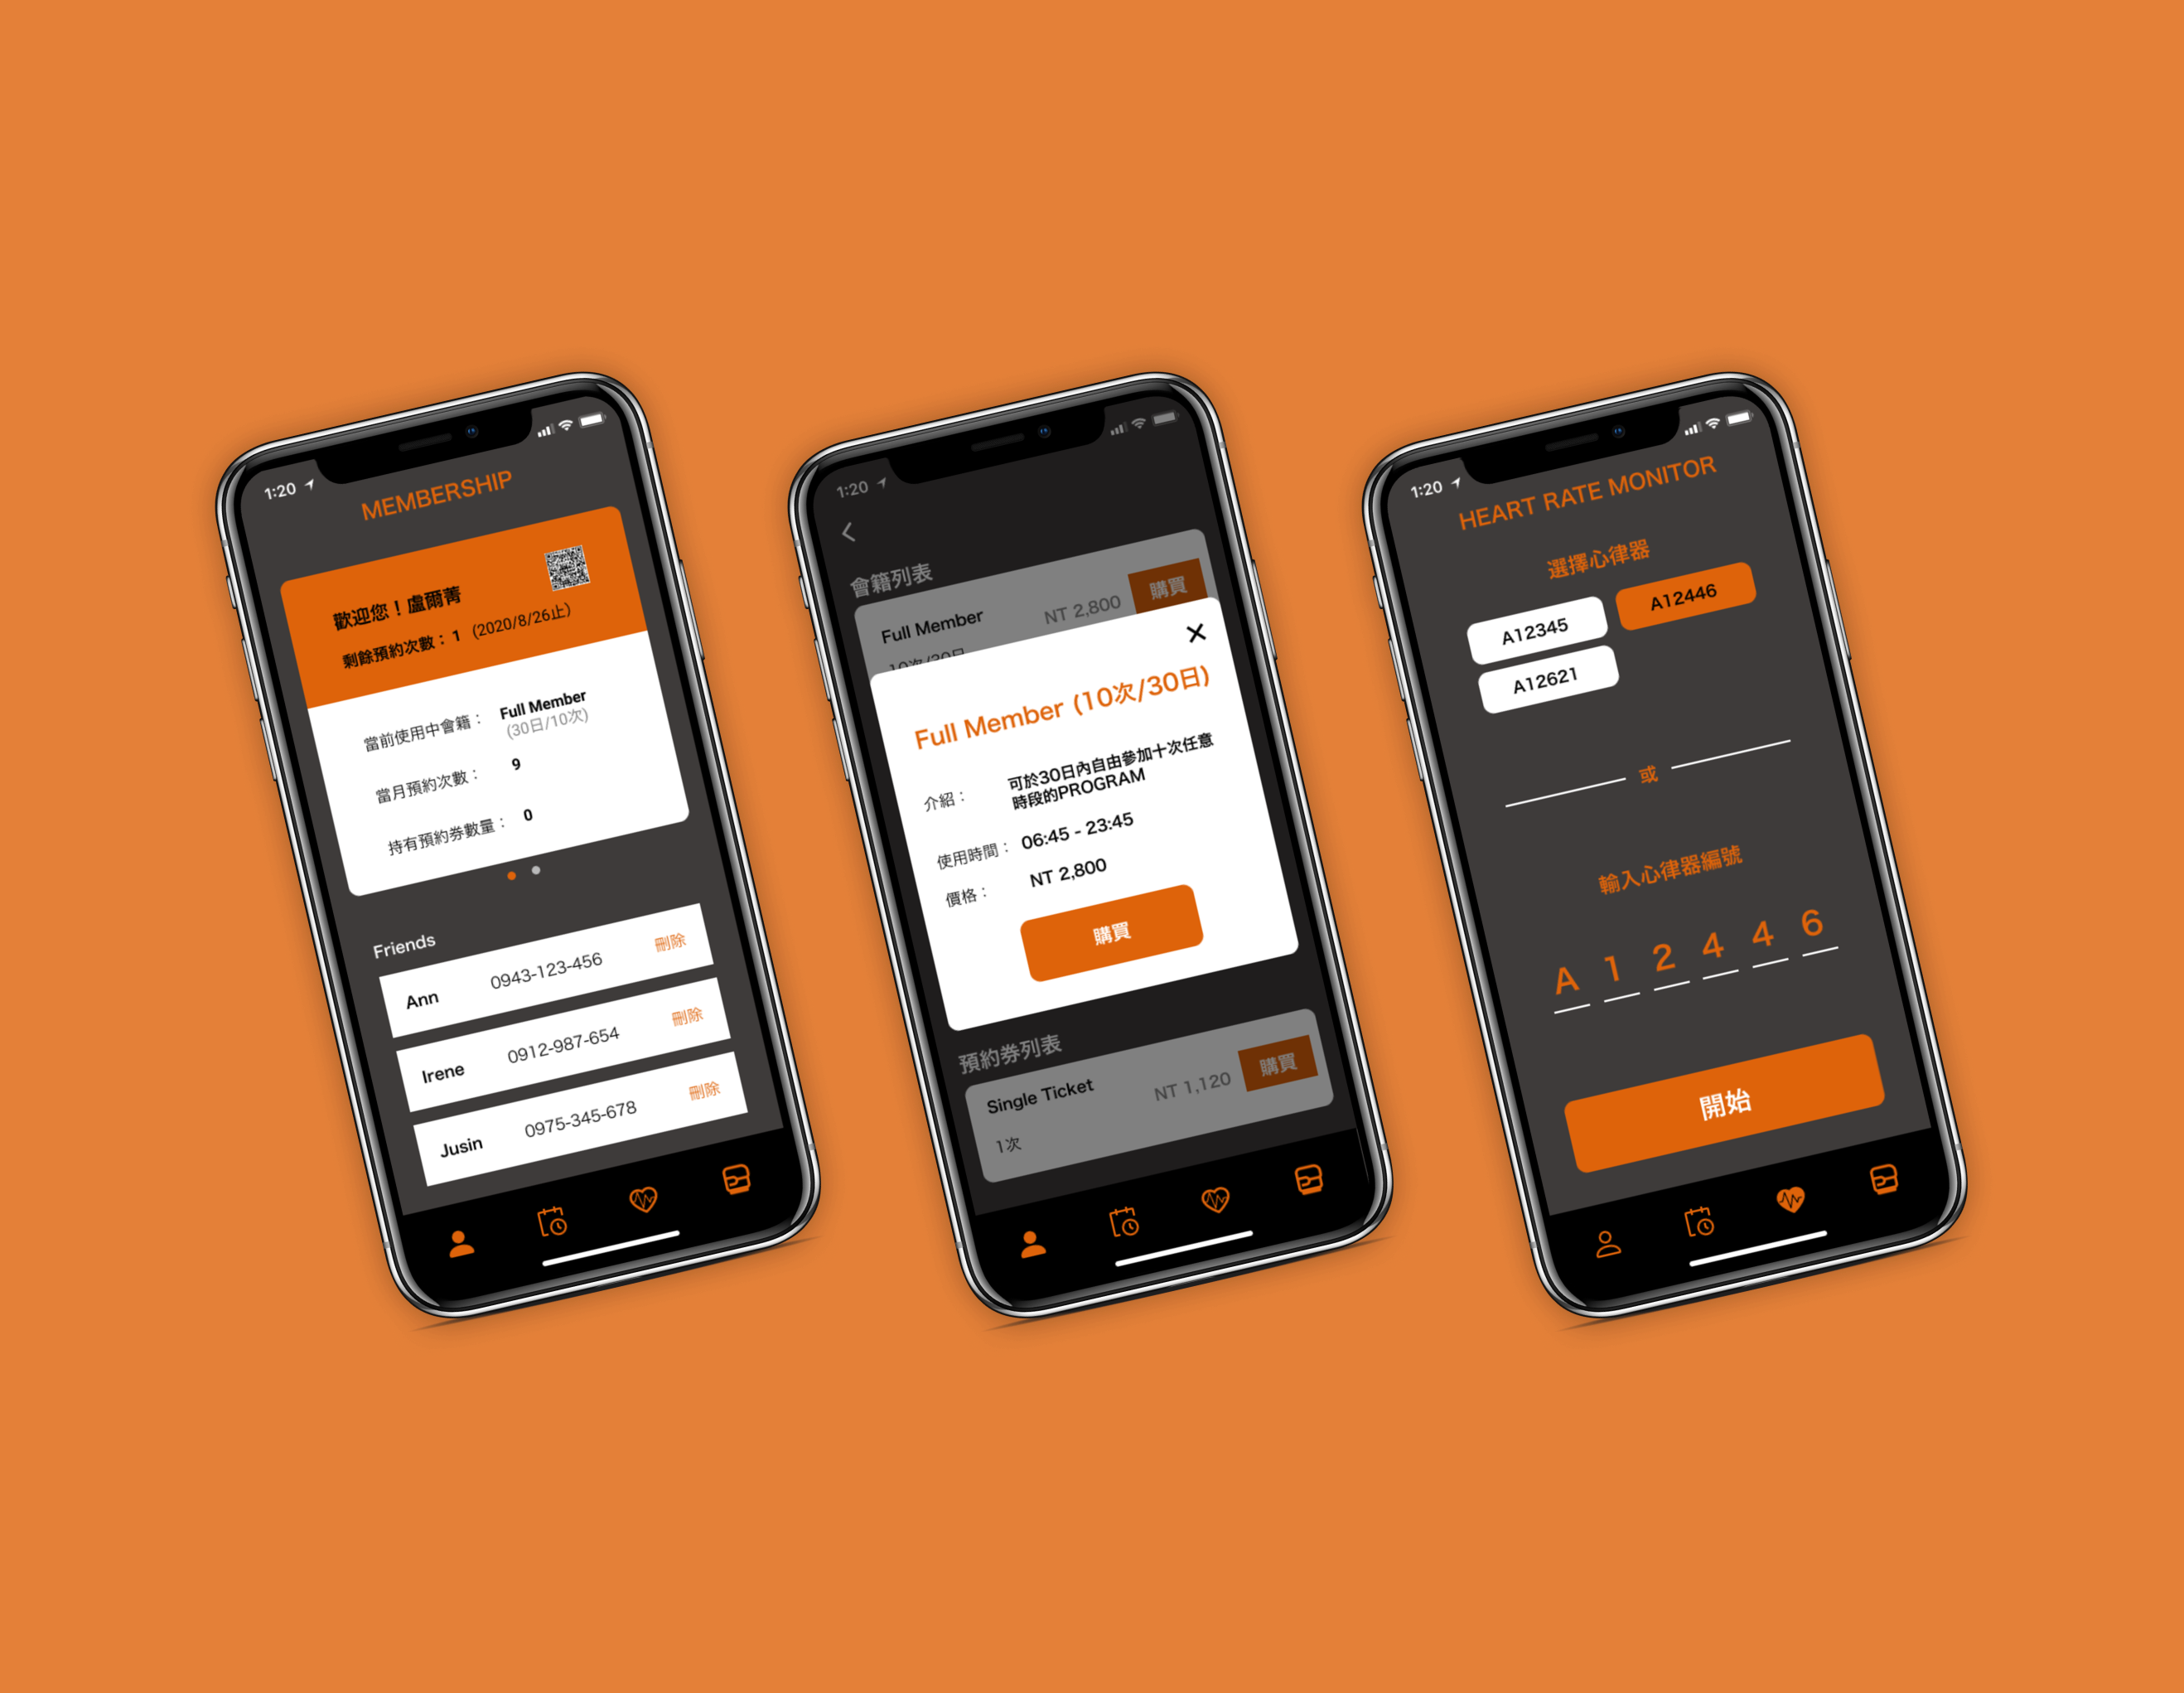 1:20
MEMBERSHIP
歡迎您！盧爾菁
剩餘預約次數：1 (2020/8/26止)
當前使用中會籍： Full Member
(30日/10次)
當月預約次數： 9
持有預約券數量： 0
Friends
Ann 0943-123-456 刪除
Irene 0912-987-654 刪除
Jusin 0975-345-678 刪除
1:20
會籍列表
Full Member NT 2,800 購買
10次/30日
Full Member (10次/30日)
介紹： 可於30日內自由參加十次任意
時段的PROGRAM
使用時間： 06:45 - 23:45
價格： NT 2,800
購買
預約券列表
Single Ticket NT 1,120 購買
1次
1:20
HEART RATE MONITOR
選擇心律器
A12345 A12446
A12621
或
輸入心律器編號
A 1 2 4 4 6
開始